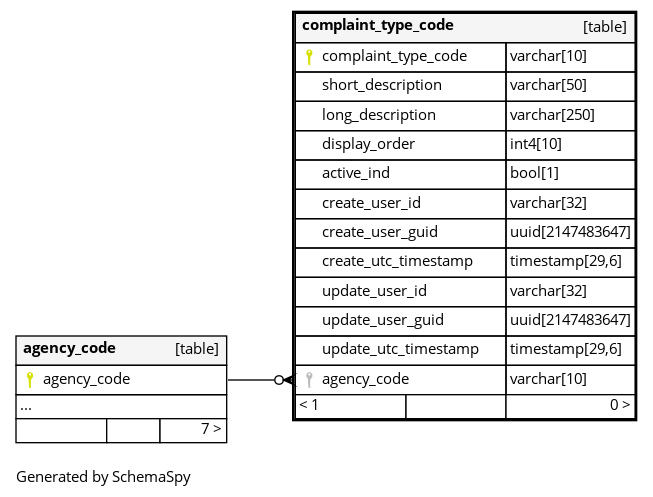 complaint_type_code [table]
complaint_type_code varchar[10]
short_description varchar[50]
long_description varchar[250]
display_order int4[10]
active_ind bool[1]
create_user_id varchar[32]
create_user_guid uuid[2147483647]
create_utc_timestamp timestamp[29,6]
update_user_id varchar[32]
update_user_guid uuid[2147483647]
update_utc_timestamp timestamp[29,6]
agency_code varchar[10]
< 1 0 >
agency_code [table]
agency_code
...
7 >
Generated by SchemaSpy